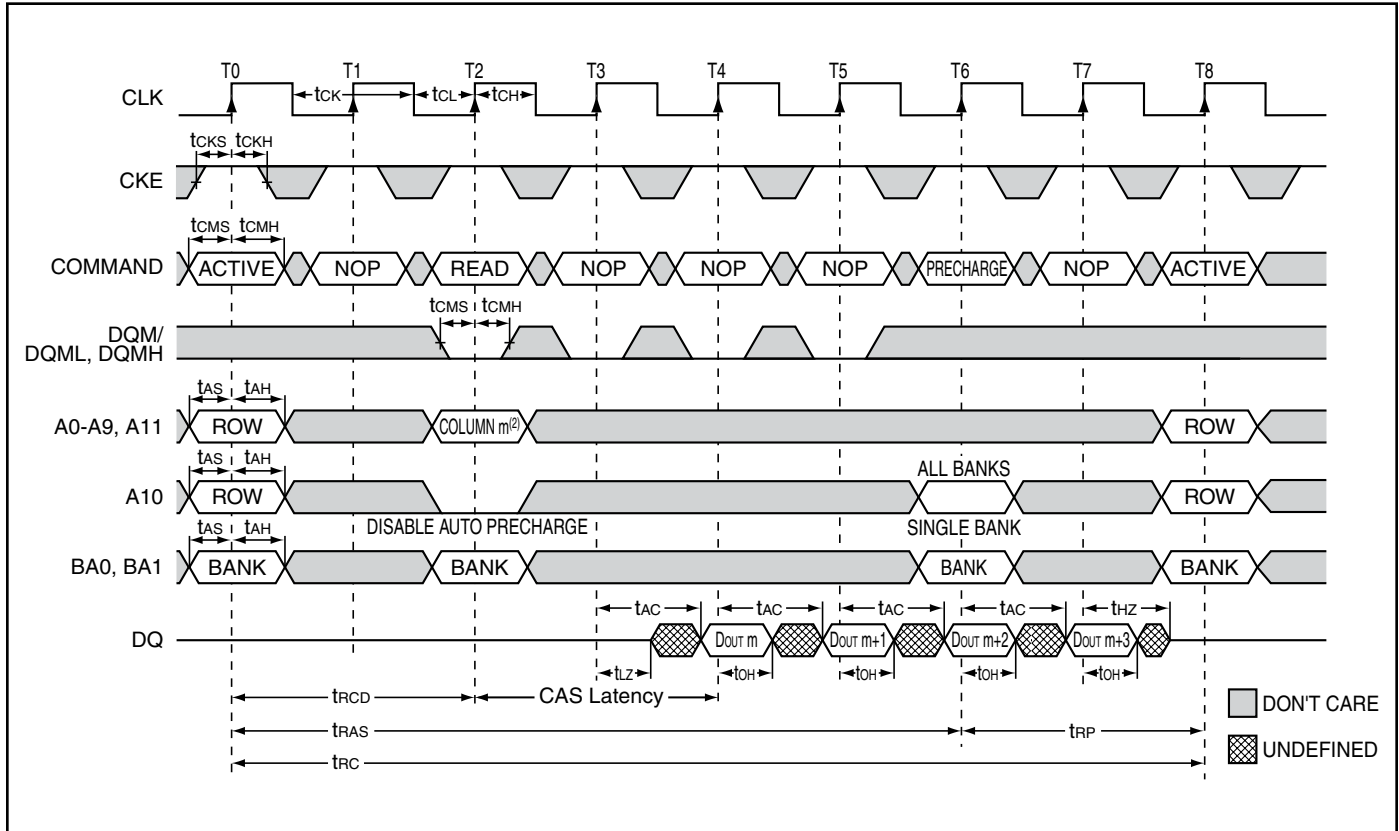 T0 T1 T2 T3 T4 T5 T6 T7 T8
CLK tCK tCL tCH
tCKS tCKH
CKE
tCMS tCMH
COMMAND ACTIVE NOP READ NOP NOP NOP PRECHARGE NOP ACTIVE
tCMS tCMH
DQM/
DQML, DQMH
tAS tAH
A0-A9, A11 ROW COLUMN m(2) ROW
tAS tAH ALL BANKS
A10 ROW ROW
DISABLE AUTO PRECHARGE SINGLE BANK
tAS tAH
BA0, BA1 BANK BANK BANK BANK
tAC tAC tAC tAC tHZ
DQ DOUT m DOUT m+1 DOUT m+2 DOUT m+3
tLZ tOH tOH tOH tOH
tRCD CAS Latency
DON'T CARE
tRAS tRP
UNDEFINED
tRC